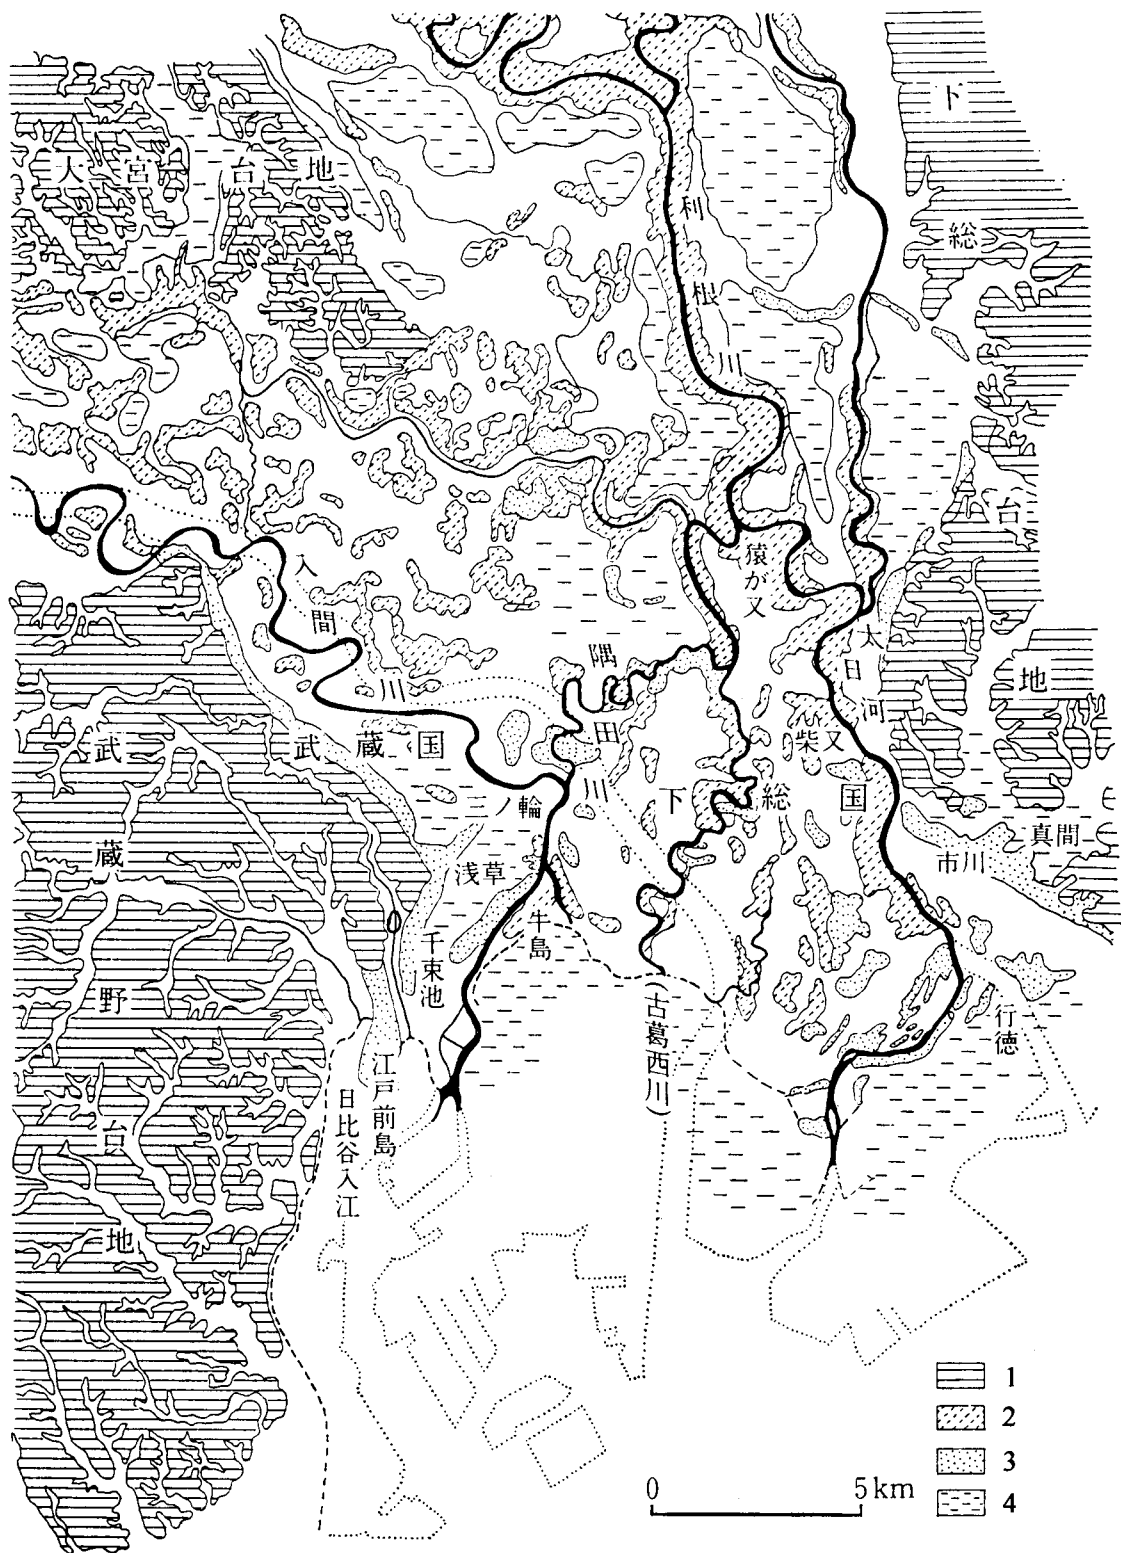 大宮台地
下総台地
利根川
入間川
猿が又
太日河
隅田川
武蔵国
柴又
下総国
三ノ輪
真間
市川
浅草
牛島
千束池
武蔵野台地
(古葛西川)
行徳
江戸前島
日比谷入江
1
2
3
4
0 5km